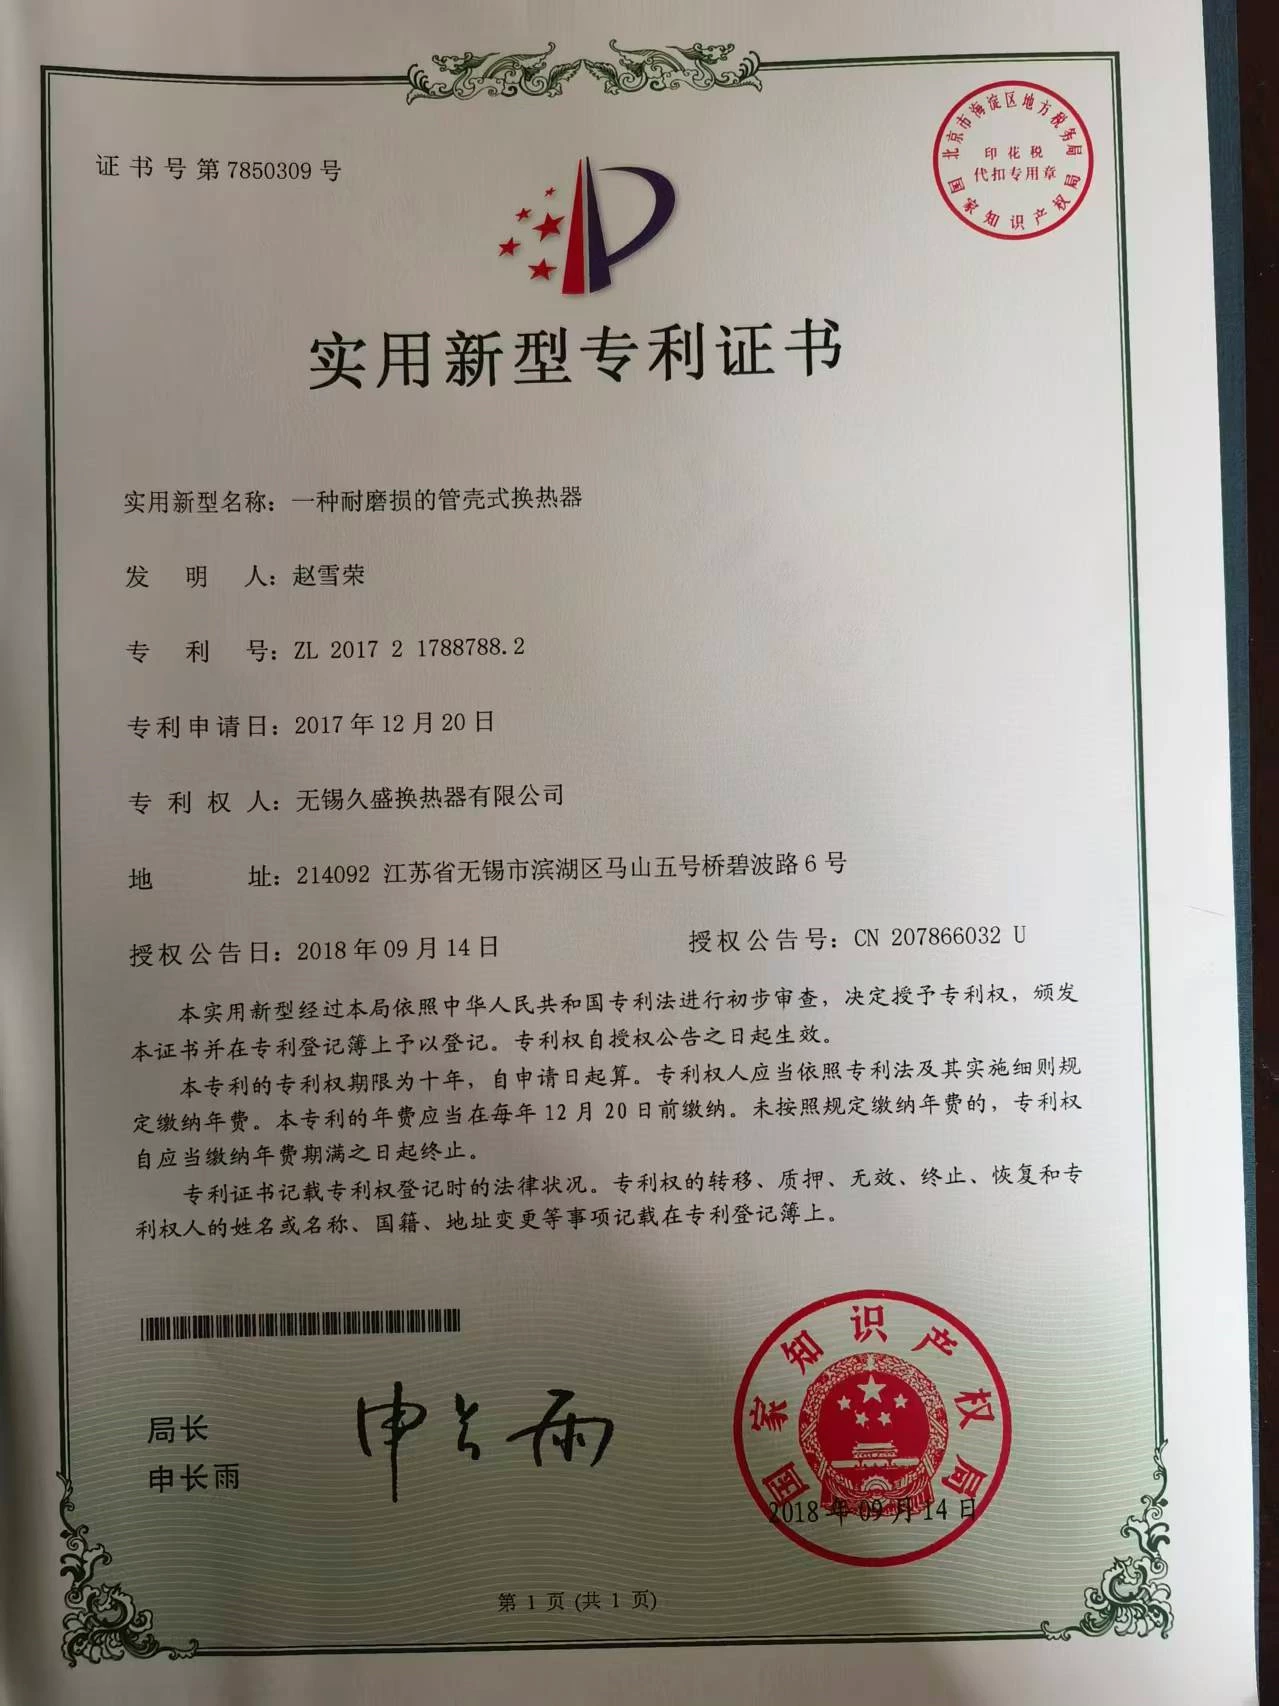 证书号第7850309号
北京市海淀区地方税务局
印花税
代扣专用章
国家知识产权局
实用新型专利证书
实用新型名称：一种耐磨损的管壳式换热器
发明人：赵雪荣
专利号：ZL 2017 2 1788788.2
专利申请日：2017年12月20日
专利权人：无锡久盛换热器有限公司
地址：214092 江苏省无锡市滨湖区马山五号桥碧波路6号
授权公告日：2018年09月14日 授权公告号：CN 207866032 U
本实用新型经过本局依照中华人民共和国专利法进行初步审查，决定授予专利权，颁发
本证书并在专利登记簿上予以登记。专利权自授权公告之日起生效。
本专利的专利权期限为十年，自申请日起算。专利权人应当依照专利法及其实施细则规
定缴纳年费。本专利的年费应当在每年12月20日前缴纳。未按照规定缴纳年费的，专利权
自应当缴纳年费期满之日起终止。
专利证书记载专利权登记时的法律状况。专利权的转移、质押、无效、终止、恢复和专
利权人的姓名或名称、国籍、地址变更等事项记载在专利登记簿上。
局长
申长雨
申长雨
国家知识产权局
2018年09月14日
第1页(共1页)